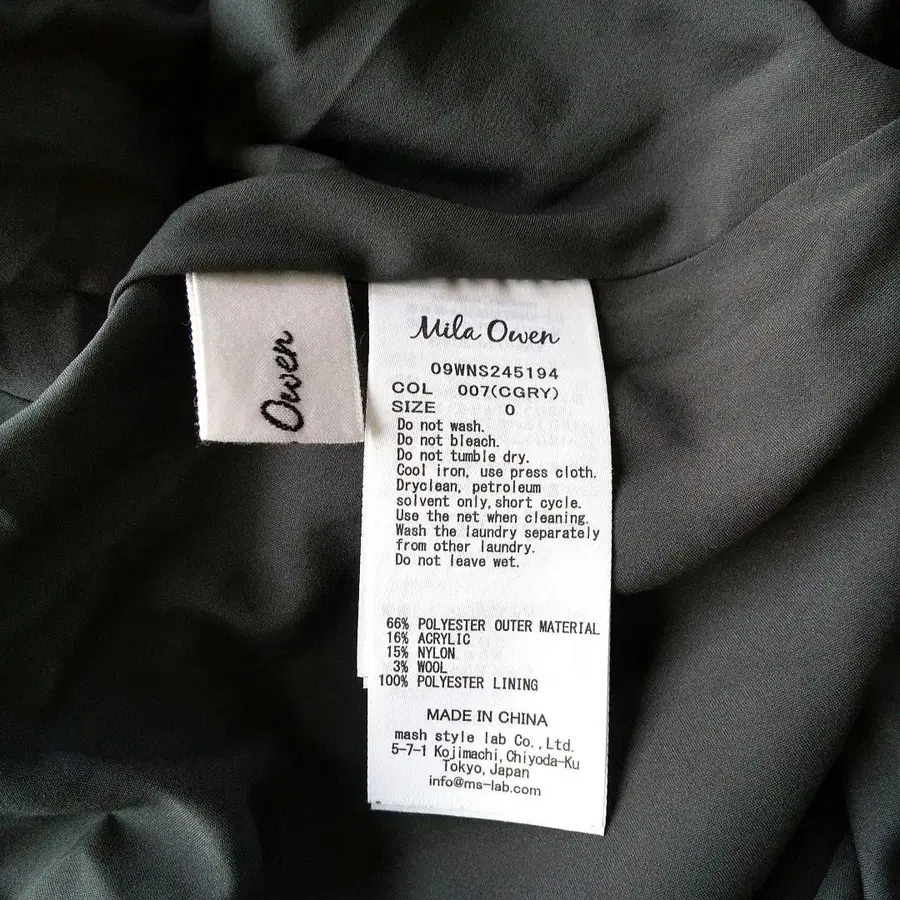 Owen
Mila Owen
09WNS245194
COL 007(CGRY)
SIZE 0
Do not wash.
Do not bleach.
Do not tumble dry.
Cool iron, use press cloth.
Dryclean, petroleum
solvent only,short cycle.
Use the net when cleaning.
Wash the laundry separately
from other laundry.
Do not leave wet.
66% POLYESTER OUTER MATERIAL
16% ACRYLIC
15% NYLON
3% WOOL
100% POLYESTER LINING
MADE IN CHINA
mash style lab Co.,Ltd.
5-7-1 Kojimachi,Chiyoda-Ku
Tokyo,Japan
info@ms-lab.com